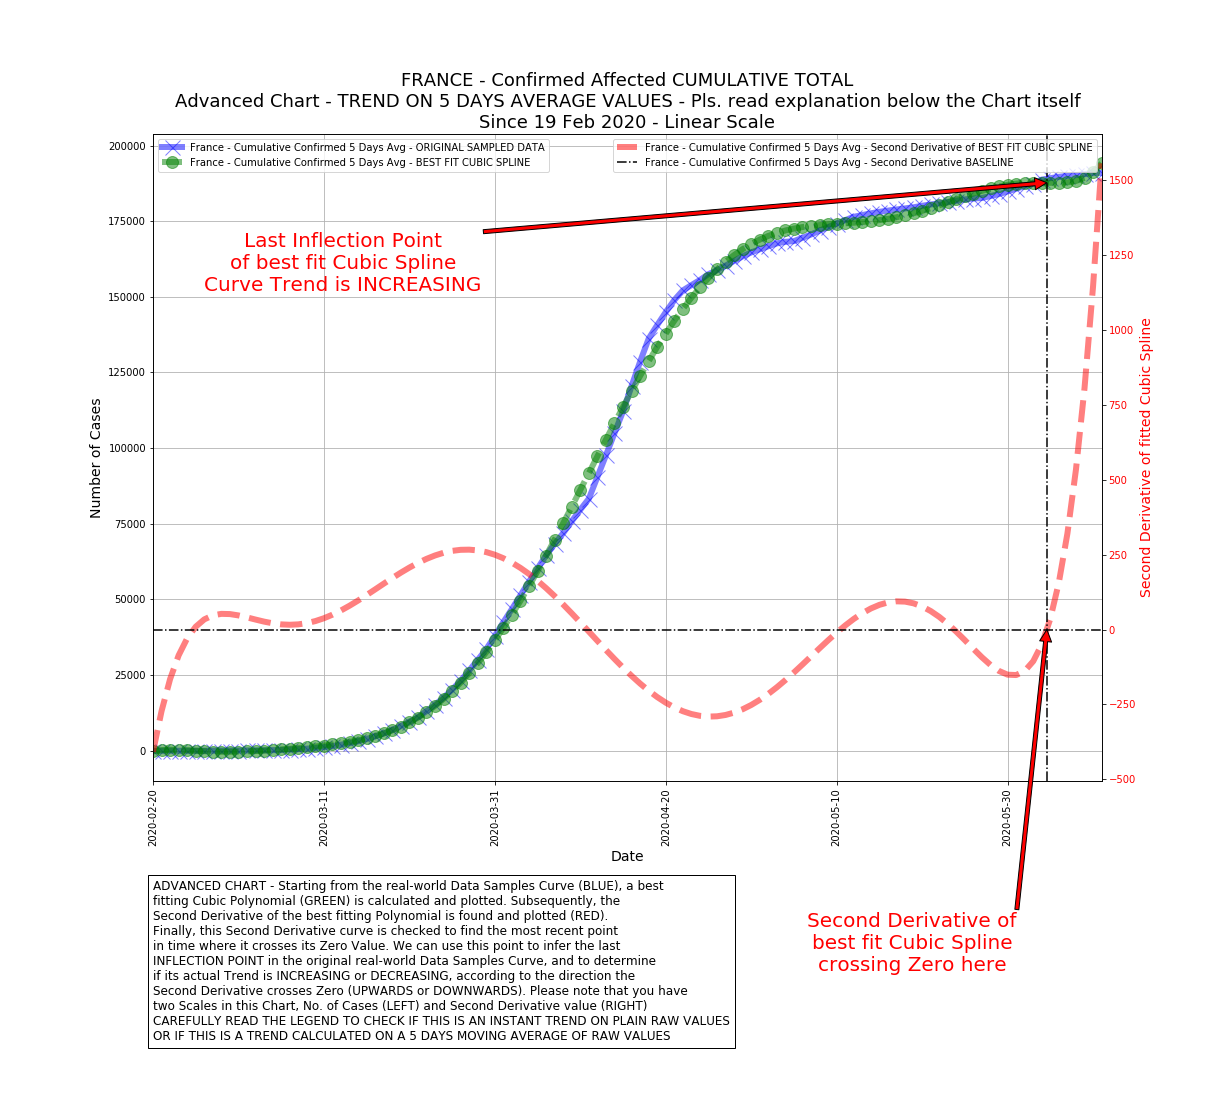 FRANCE - Confirmed Affected CUMULATIVE TOTAL
Advanced Chart - TREND ON 5 DAYS AVERAGE VALUES - Pls. read explanation below the Chart itself
Since 19 Feb 2020 - Linear Scale
France - Cumulative Confirmed 5 Days Avg - ORIGINAL SAMPLED DATA
France - Cumulative Confirmed 5 Days Avg - BEST FIT CUBIC SPLINE
France - Cumulative Confirmed 5 Days Avg - Second Derivative of BEST FIT CUBIC SPLINE
France - Cumulative Confirmed 5 Days Avg - Second Derivative BASELINE
Last Inflection Point
of best fit Cubic Spline
Curve Trend is INCREASING
Number of Cases
200000
175000
150000
125000
100000
75000
50000
25000
0
1500
1250
1000
750
500
250
0
−250
−500
Second Derivative of fitted Cubic Spline
2020-02-20
2020-03-11
2020-03-31
2020-04-20
2020-05-10
2020-05-30
Date
Second Derivative of
best fit Cubic Spline
crossing Zero here
ADVANCED CHART - Starting from the real-world Data Samples Curve (BLUE), a best
fitting Cubic Polynomial (GREEN) is calculated and plotted. Subsequently, the
Second Derivative of the best fitting Polynomial is found and plotted (RED).
Finally, this Second Derivative curve is checked to find the most recent point
in time where it crosses its Zero Value. We can use this point to infer the last
INFLECTION POINT in the original real-world Data Samples Curve, and to determine
if its actual Trend is INCREASING or DECREASING, according to the direction the
Second Derivative crosses Zero (UPWARDS or DOWNWARDS). Please note that you have
two Scales in this Chart, No. of Cases (LEFT) and Second Derivative value (RIGHT)
CAREFULLY READ THE LEGEND TO CHECK IF THIS IS AN INSTANT TREND ON PLAIN RAW VALUES
OR IF THIS IS A TREND CALCULATED ON A 5 DAYS MOVING AVERAGE OF RAW VALUES